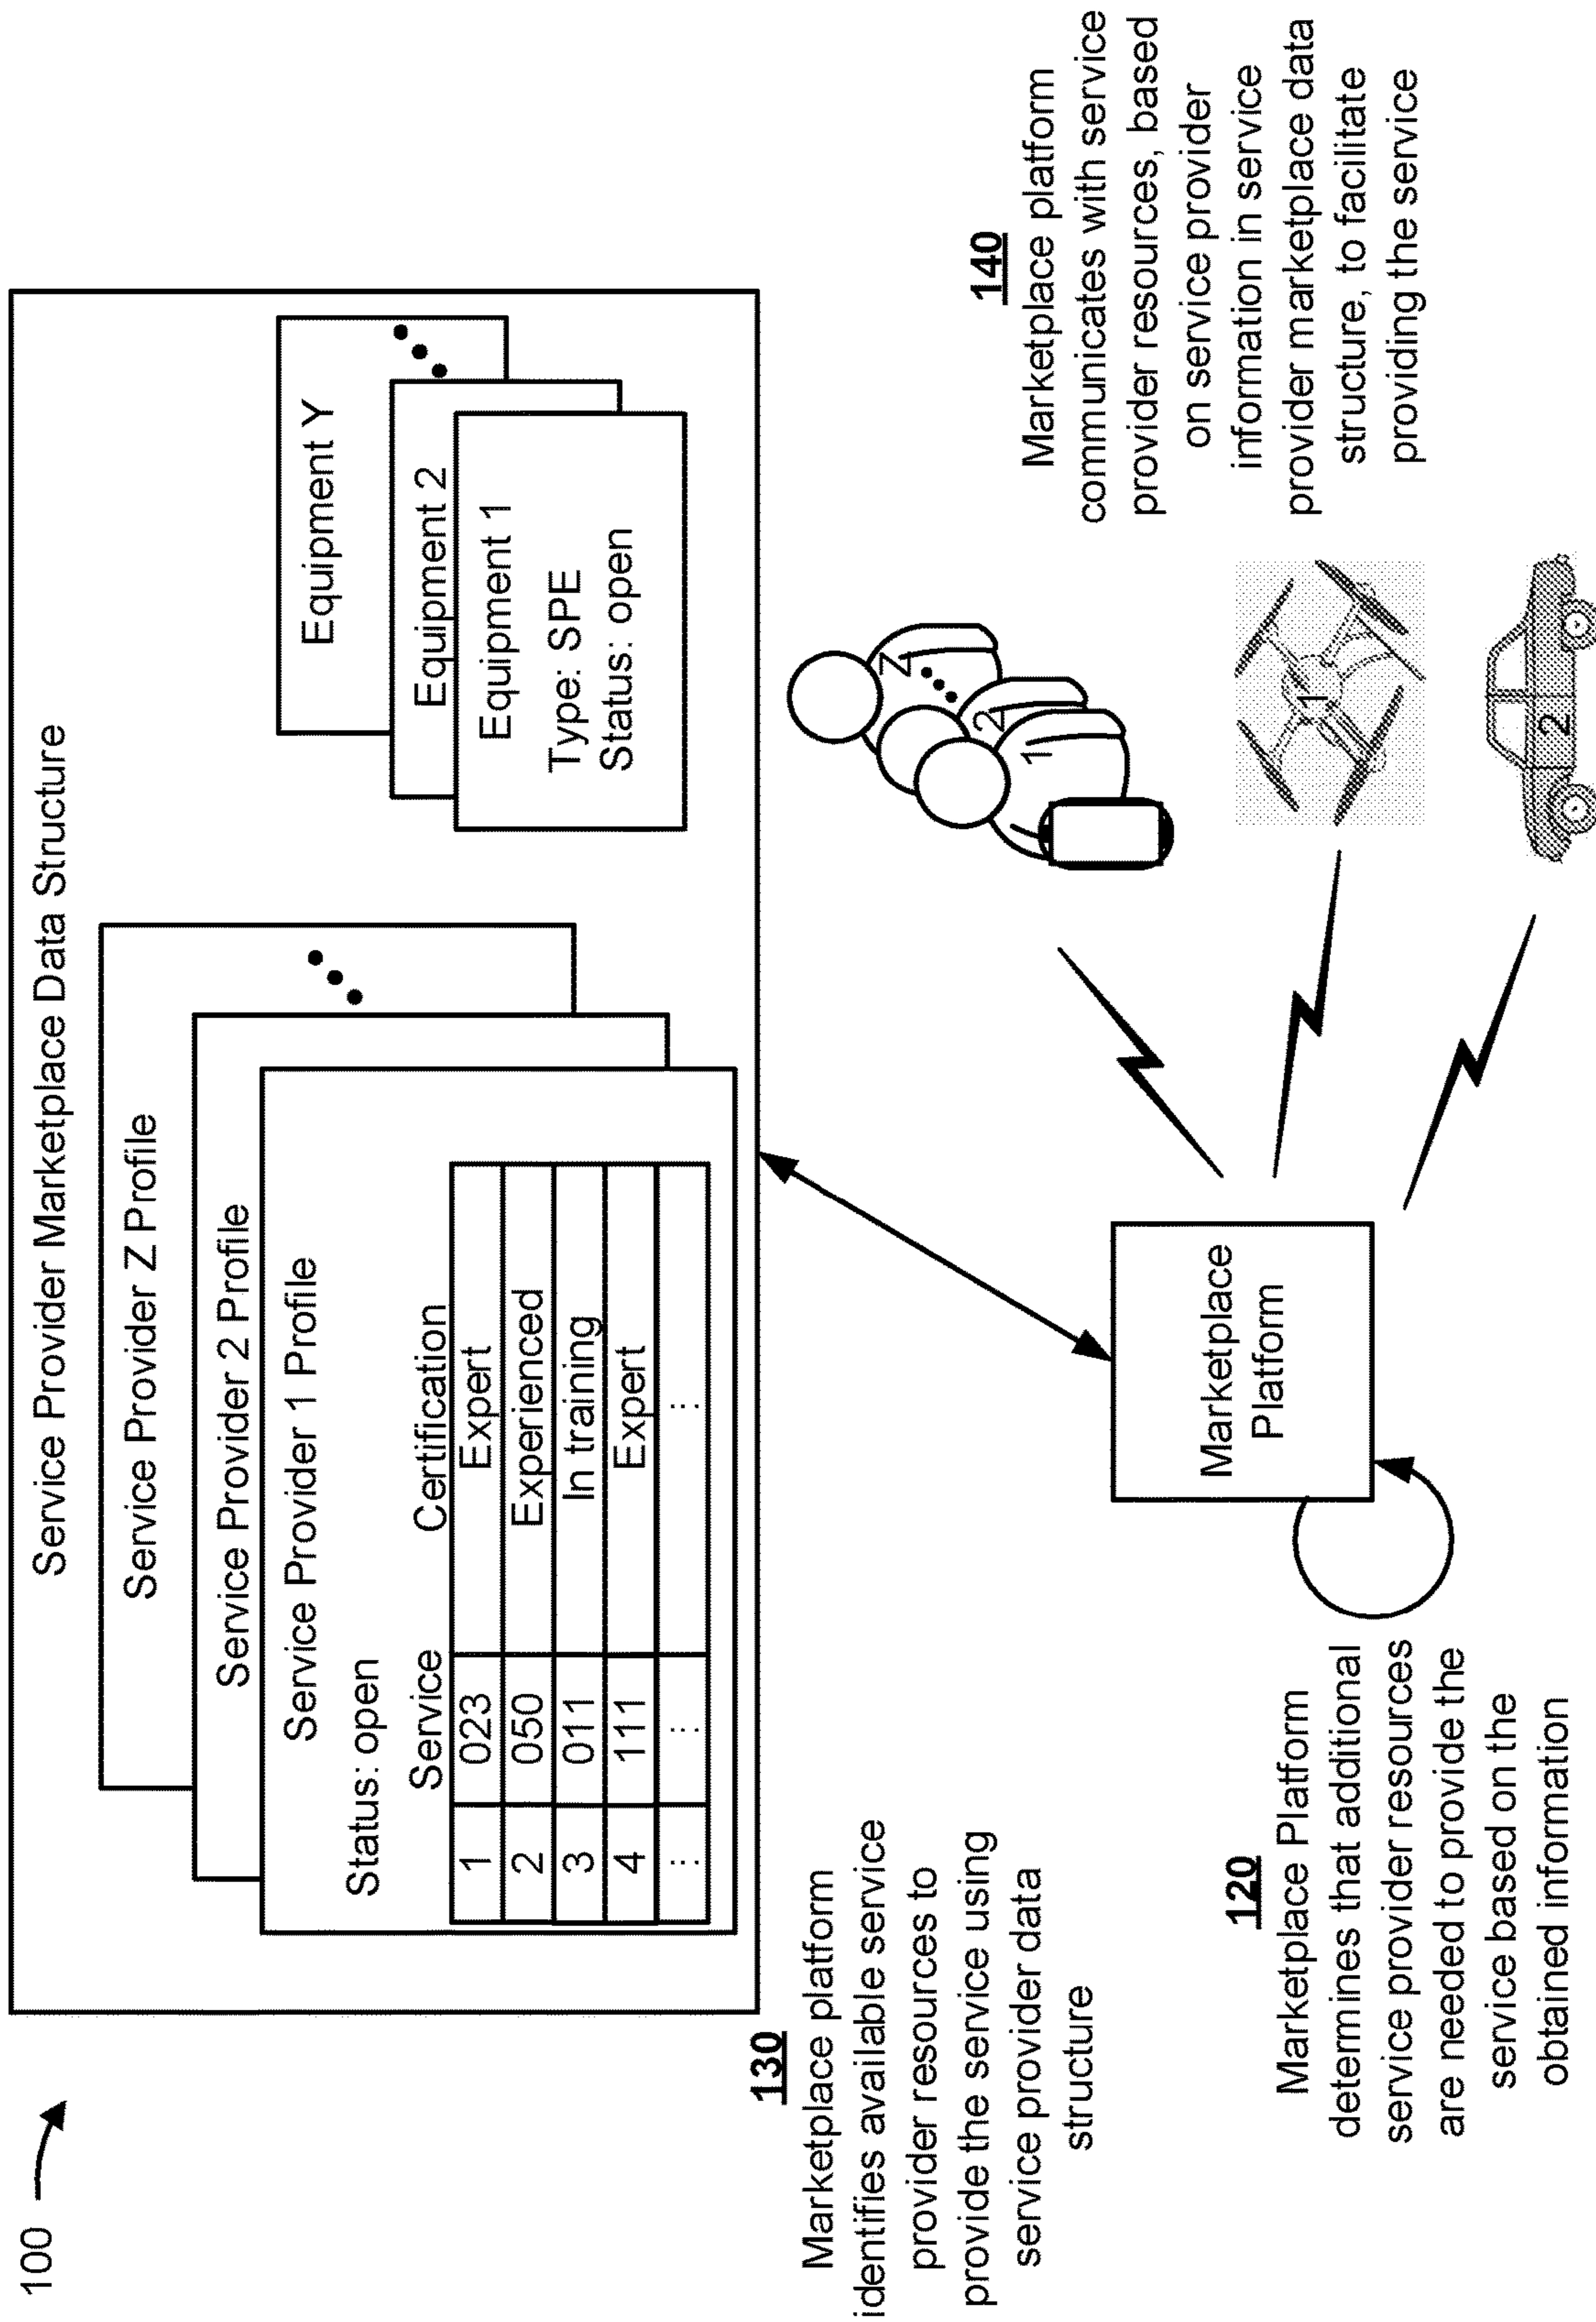 100
Service Provider Marketplace Data Structure
Service Provider Z Profile
Service Provider 2 Profile
Service Provider 1 Profile
Status: open
Service Certification
1 023 Expert
2 050 Experienced
3 011 In training
4 111 Expert
... ... ...
Equipment Y
Equipment 2
Equipment 1
Type: SPE
Status: open
130
Marketplace platform
identifies available service
provider resources to
provide the service using
service provider data
structure
120
Marketplace Platform
determines that additional
service provider resources
are needed to provide the
service based on the
obtained information
Marketplace
Platform
Z
2
1
1
2
140
Marketplace platform
communicates with service
provider resources, based
on service provider
information in service
provider marketplace data
structure, to facilitate
providing the service